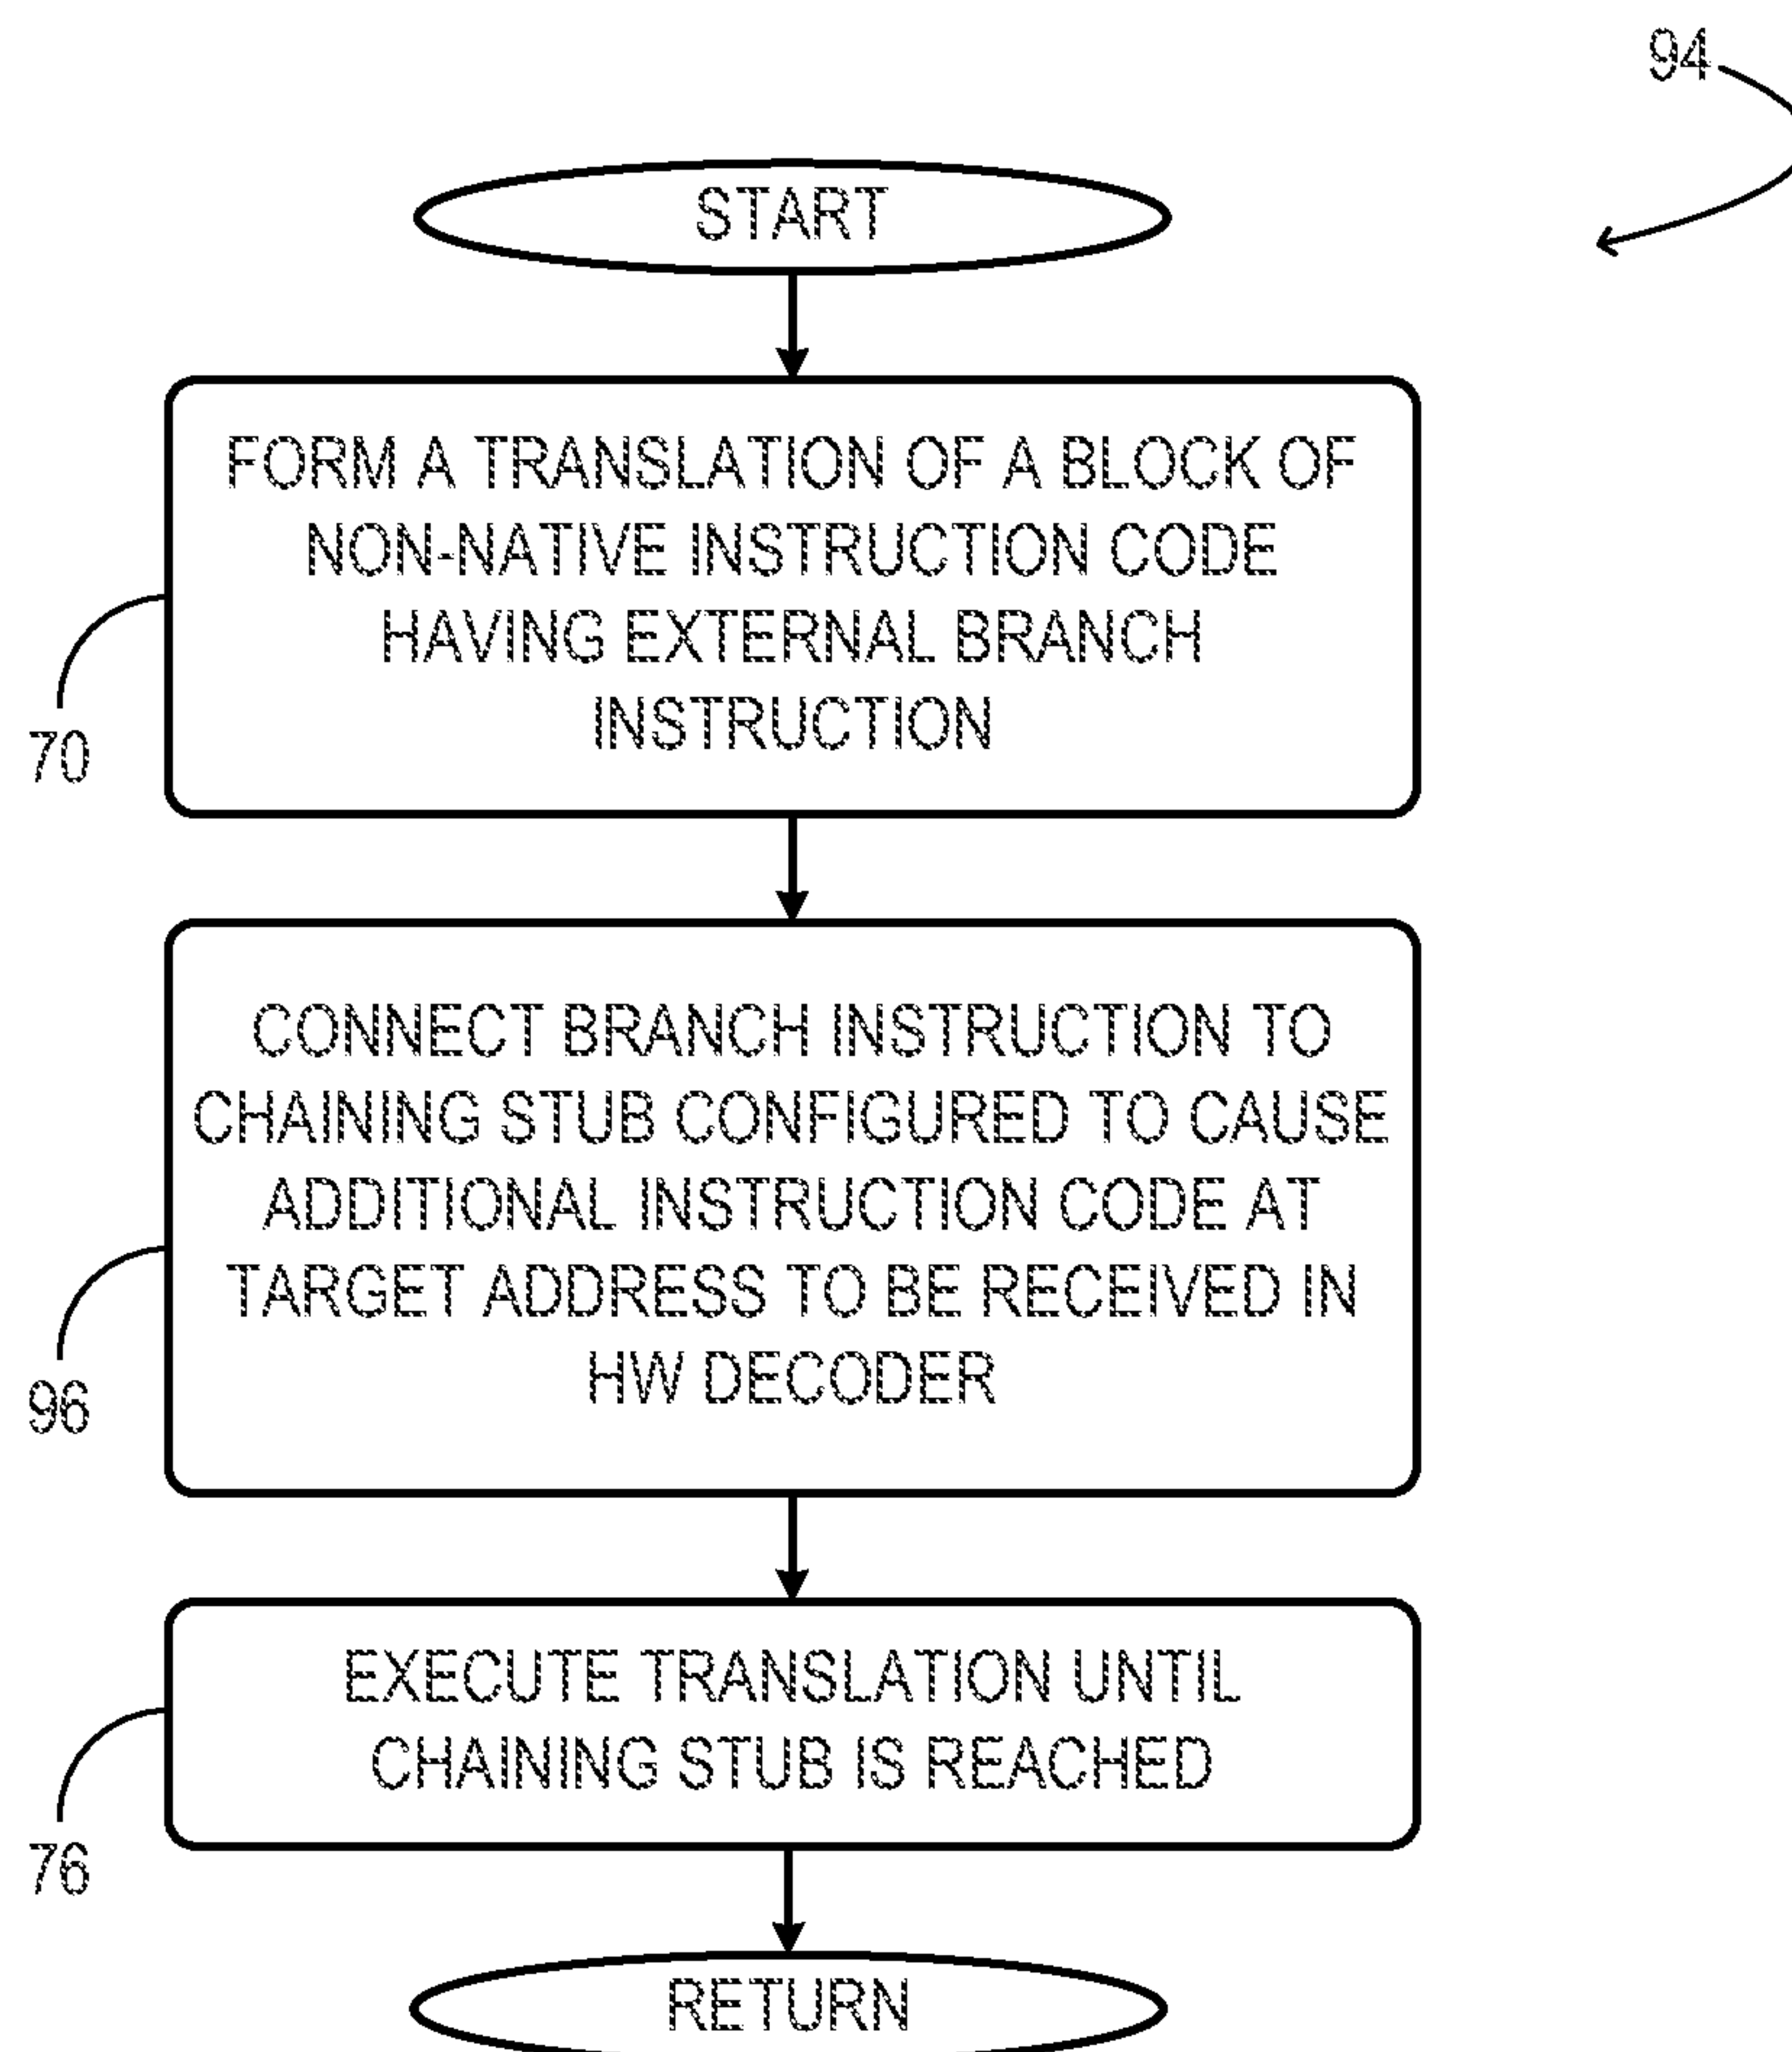 94
START
FORM A TRANSLATION OF A BLOCK OF
NON-NATIVE INSTRUCTION CODE
HAVING EXTERNAL BRANCH
INSTRUCTION
70
CONNECT BRANCH INSTRUCTION TO
CHAINING STUB CONFIGURED TO CAUSE
ADDITIONAL INSTRUCTION CODE AT
TARGET ADDRESS TO BE RECEIVED IN
HW DECODER
96
EXECUTE TRANSLATION UNTIL
CHAINING STUB IS REACHED
76
RETURN